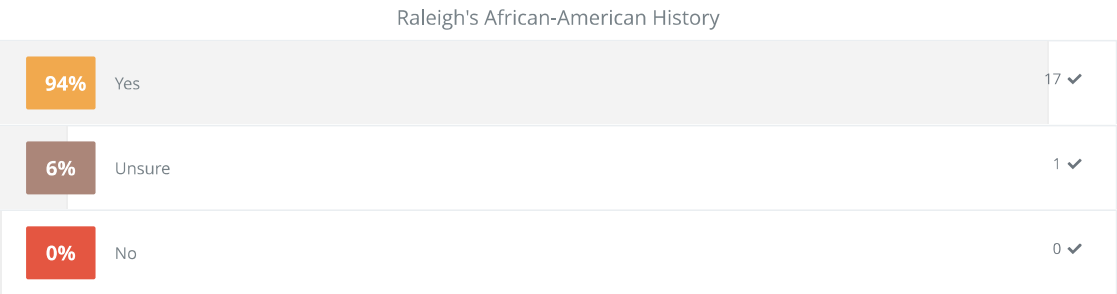 Raleigh's African-American History
94% Yes 17
6% Unsure 1
0% No 0